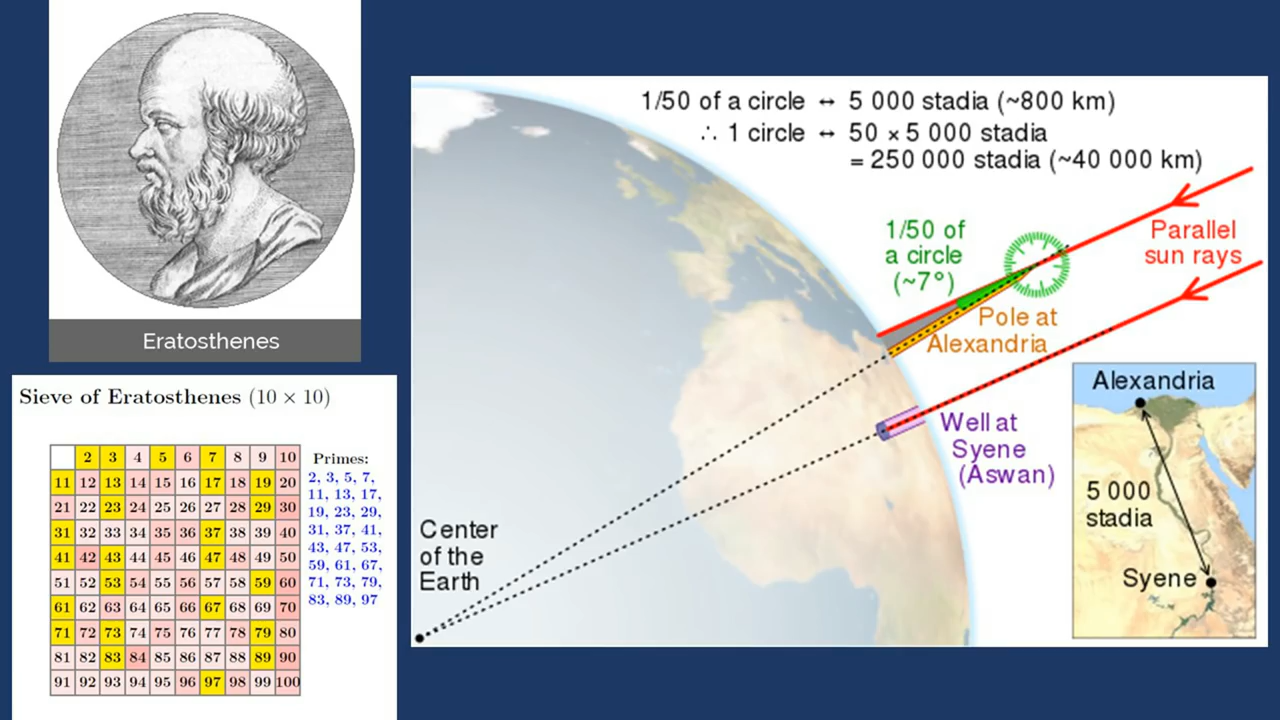 Eratosthenes
Sieve of Eratosthenes (10 × 10)
2 3 4 5 6 7 8 9 10
11 12 13 14 15 16 17 18 19 20
21 22 23 24 25 26 27 28 29 30
31 32 33 34 35 36 37 38 39 40
41 42 43 44 45 46 47 48 49 50
51 52 53 54 55 56 57 58 59 60
61 62 63 64 65 66 67 68 69 70
71 72 73 74 75 76 77 78 79 80
81 82 83 84 85 86 87 88 89 90
91 92 93 94 95 96 97 98 99 100
Primes:
2, 3, 5, 7,
11, 13, 17,
19, 23, 29,
31, 37, 41,
43, 47, 53,
59, 61, 67,
71, 73, 79,
83, 89, 97
1/50 of a circle ↔ 5 000 stadia (~800 km)
∴ 1 circle ↔ 50 × 5 000 stadia
= 250 000 stadia (~40 000 km)
1/50 of
a circle
(~7°)
Parallel
sun rays
Pole at
Alexandria
Well at
Syene
(Aswan)
Center
of the
Earth
Alexandria
5 000
stadia
Syene